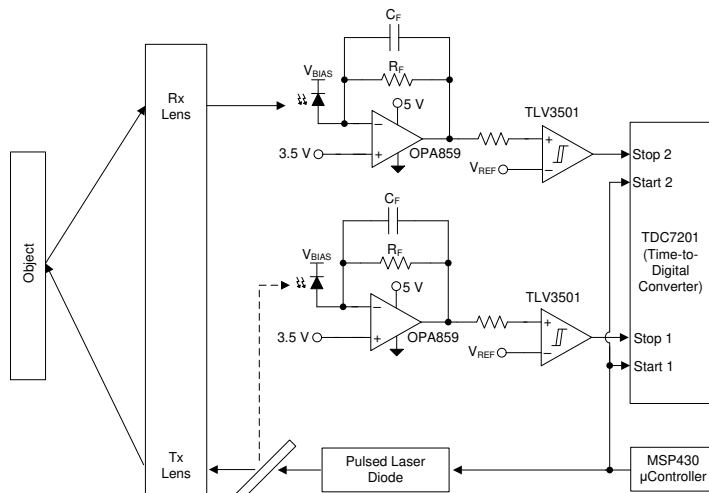 C_F
R_F
V_BIAS
5 V
TLV3501
Rx
Lens
3.5 V
OPA859
V_REF
+
−
+
−
Stop 2
Start 2
C_F
R_F
V_BIAS
5 V
TLV3501
TDC7201
(Time-to-
Digital
Converter)
Object
3.5 V
OPA859
V_REF
+
−
+
−
Stop 1
Start 1
Tx
Lens
Pulsed Laser
Diode
MSP430
µController